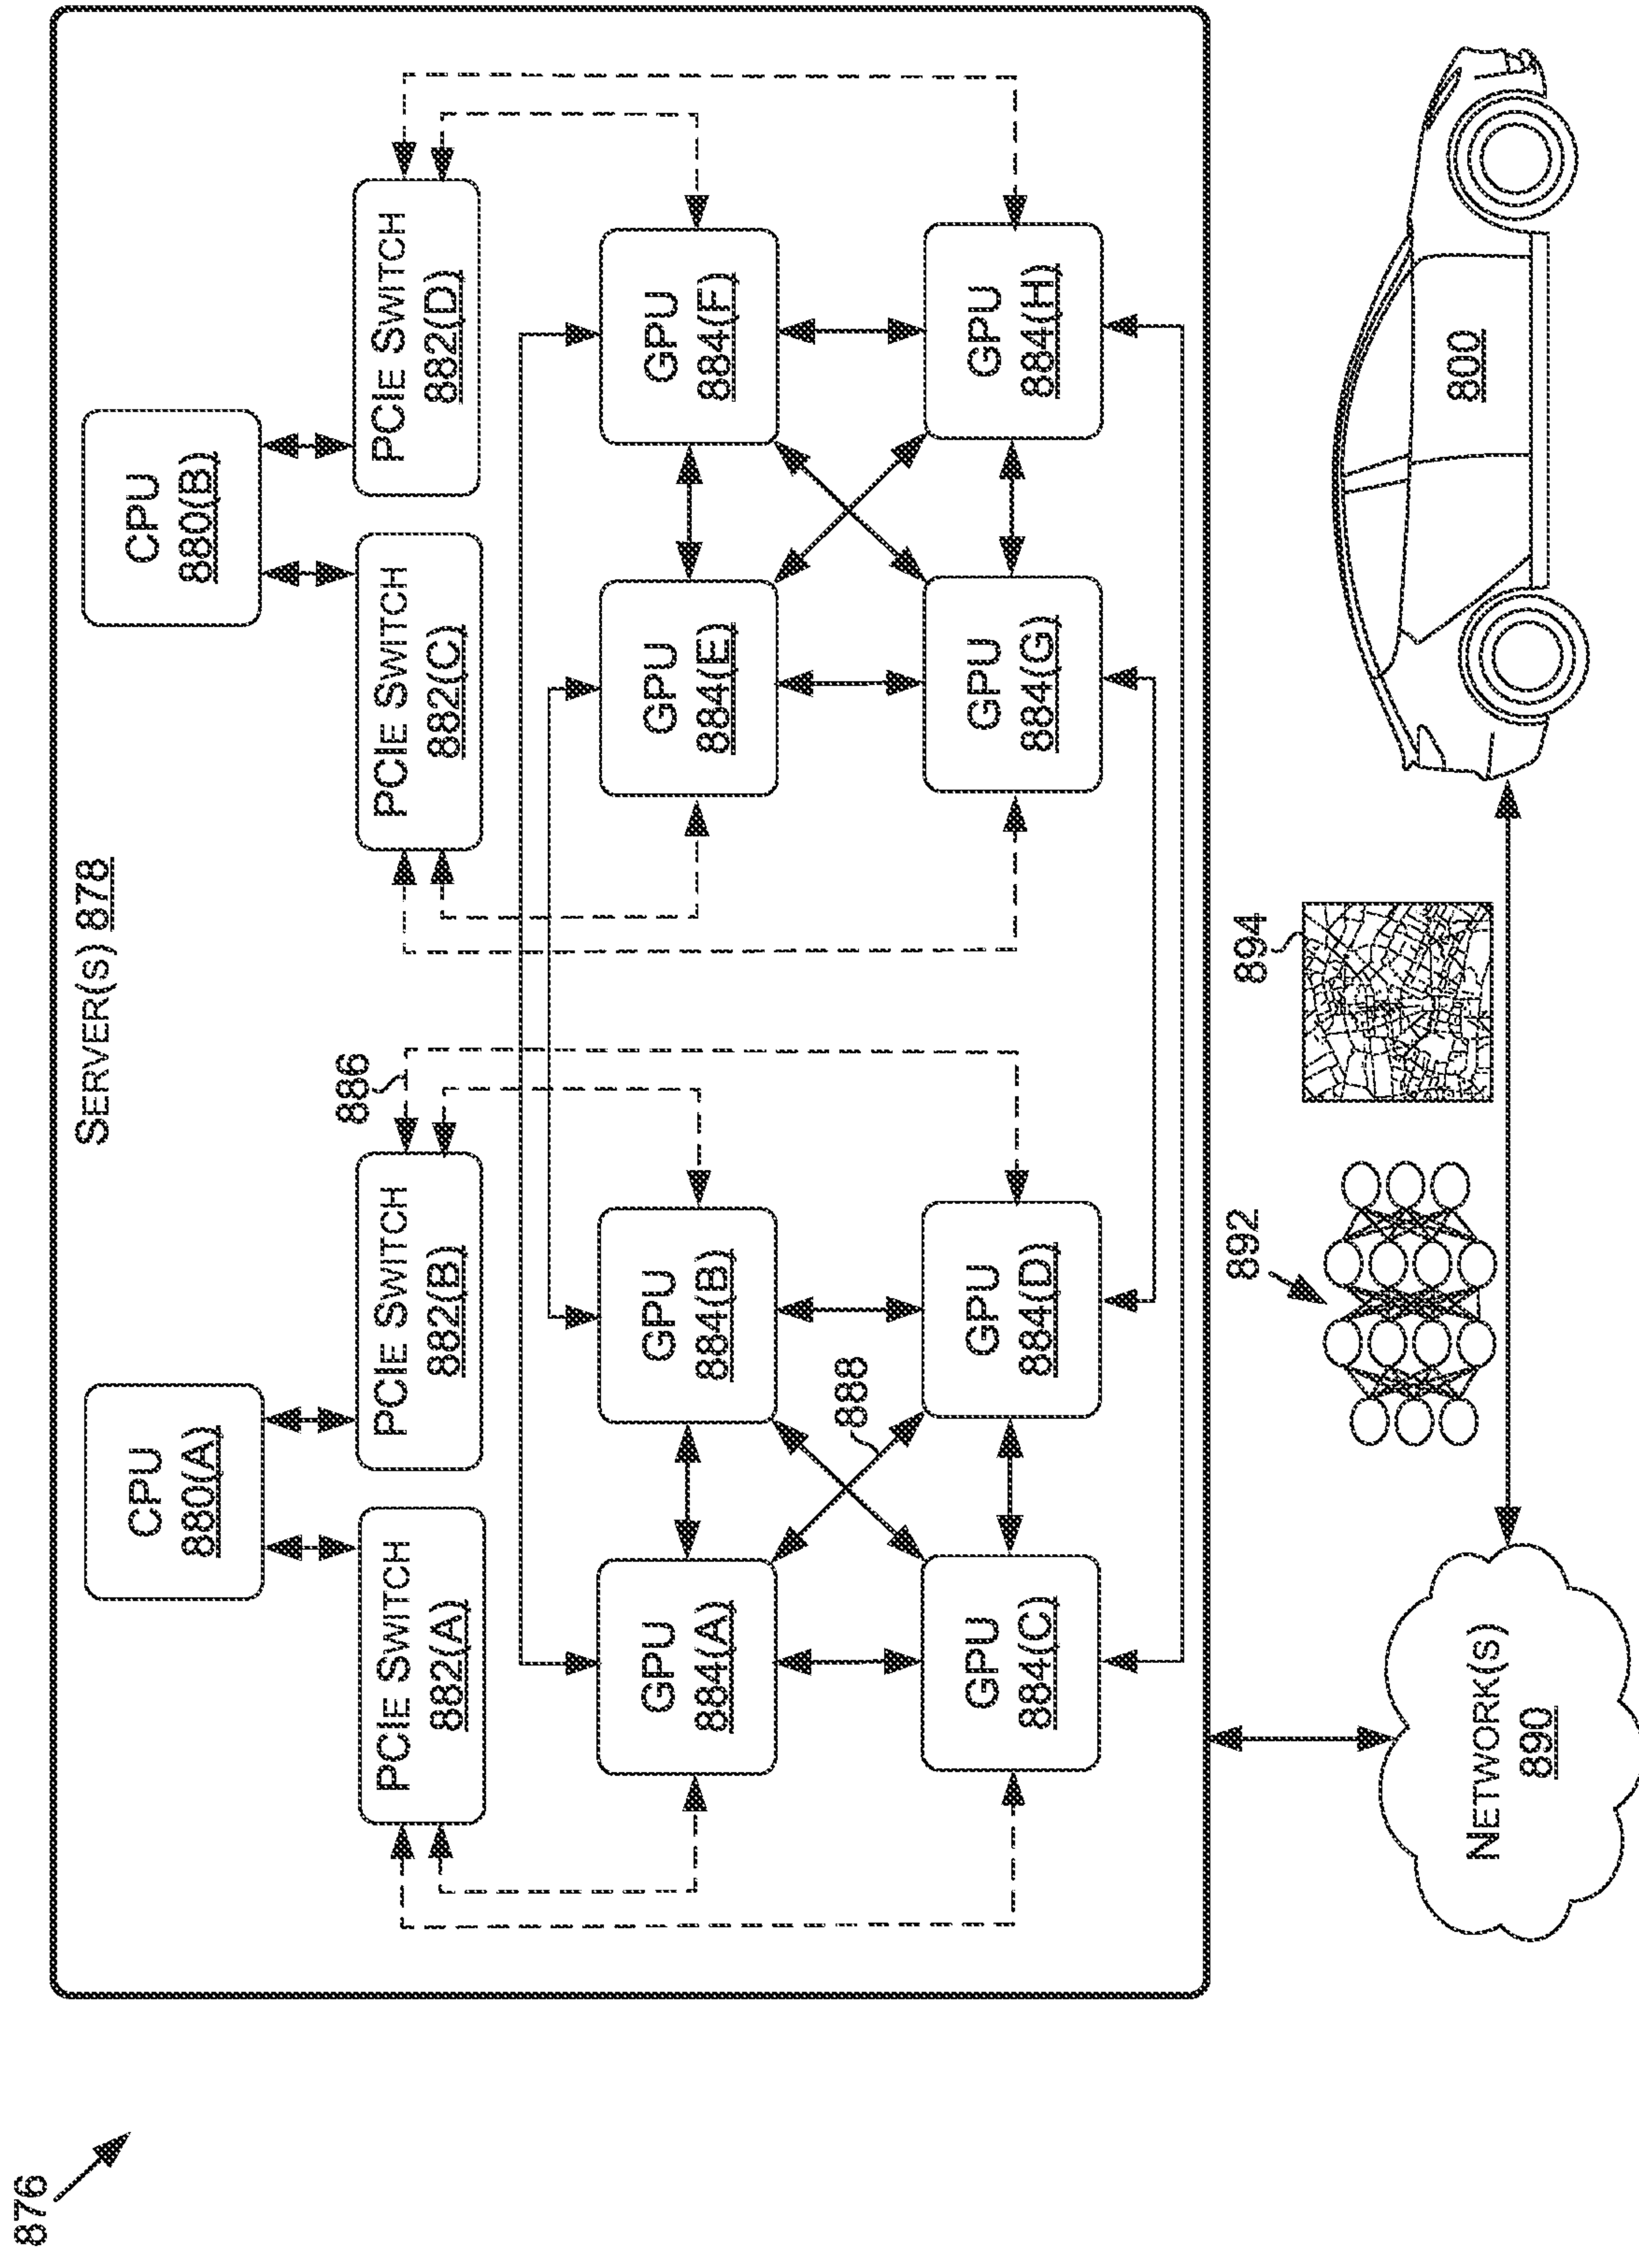 876
SERVER(S) 878
CPU
880(A)
CPU
880(B)
PCIE SWITCH
882(A)
PCIE SWITCH
882(B)
886
PCIE SWITCH
882(C)
PCIE SWITCH
882(D)
GPU
884(A)
GPU
884(B)
GPU
884(E)
GPU
884(F)
888
GPU
884(C)
GPU
884(D)
GPU
884(G)
GPU
884(H)
892
894
NETWORK(S)
890
800